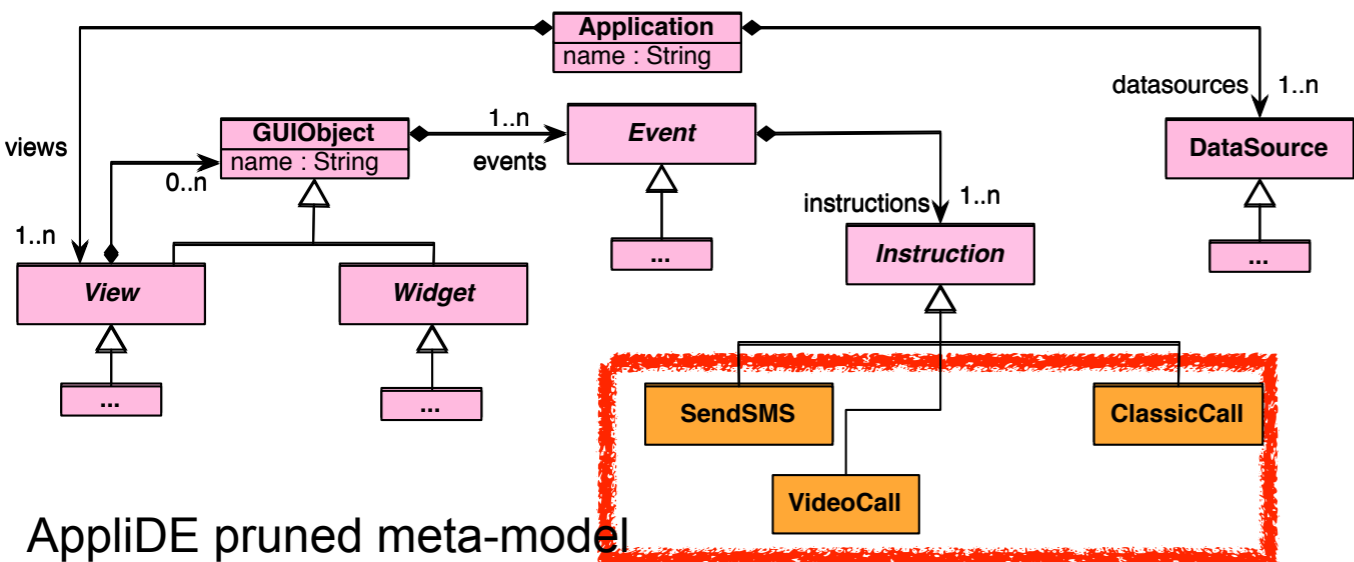 Application
name : String
datasources 1..n
views
GUIObject
name : String
1..n
events
Event
DataSource
0..n
1..n
instructions 1..n
...
...
View
Widget
Instruction
...
...
SendSMS
ClassicCall
VideoCall
AppliDE pruned meta-model